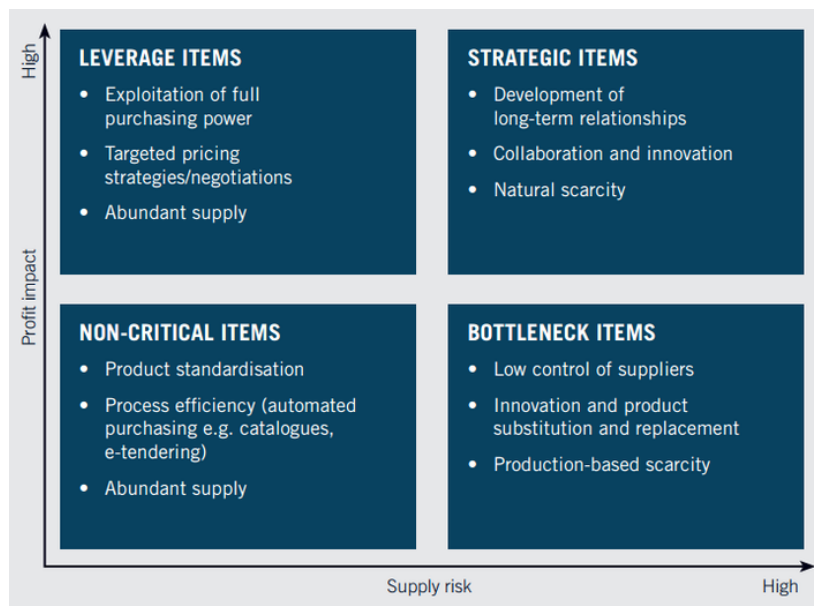 High
Profit impact
LEVERAGE ITEMS
• Exploitation of full
purchasing power
• Targeted pricing
strategies/negotiations
• Abundant supply
STRATEGIC ITEMS
• Development of
long-term relationships
• Collaboration and innovation
• Natural scarcity
NON-CRITICAL ITEMS
• Product standardisation
• Process efficiency (automated
purchasing e.g. catalogues,
e-tendering)
• Abundant supply
BOTTLENECK ITEMS
• Low control of suppliers
• Innovation and product
substitution and replacement
• Production-based scarcity
Supply risk
High